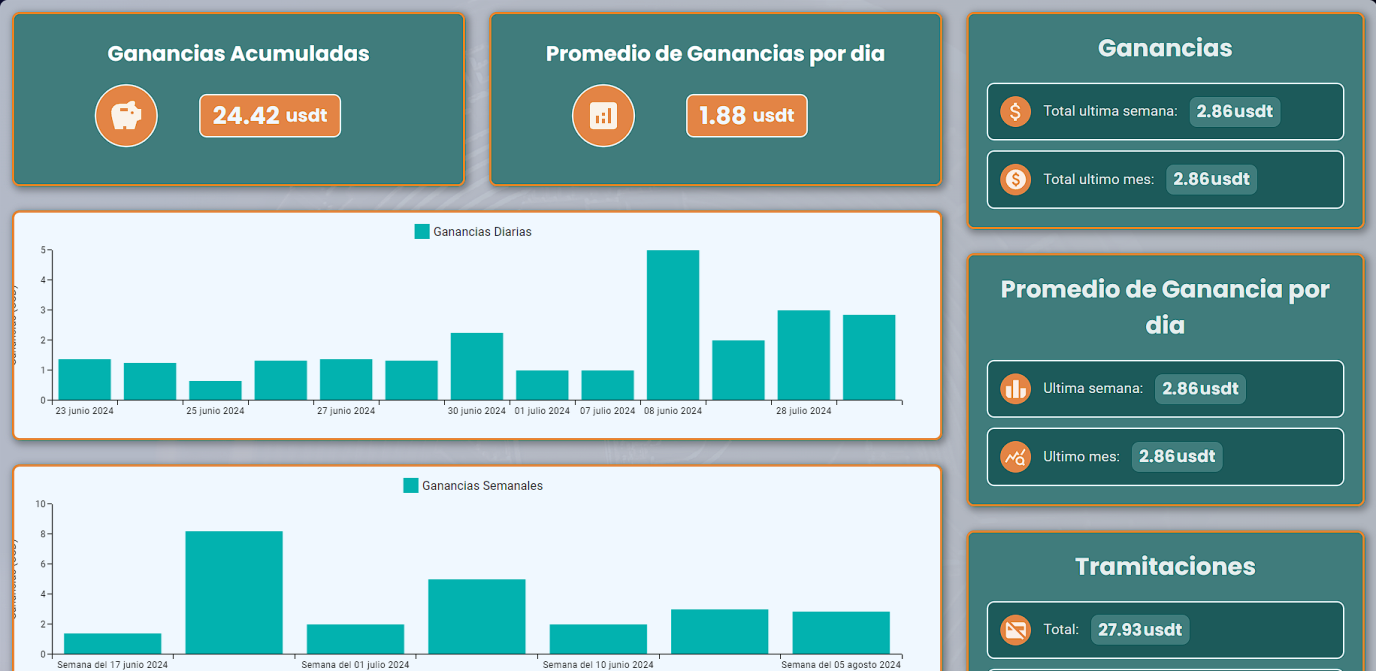 Ganancias Acumuladas
24.42 usdt
Promedio de Ganancias por dia
1.88 usdt
Ganancias Diarias
5
4
3
2
1
0
23 junio 2024
25 junio 2024
27 junio 2024
30 junio 2024
01 julio 2024
07 julio 2024
08 junio 2024
28 julio 2024
Ganancias Semanales
10
8
6
4
2
0
Semana del 17 junio 2024
Semana del 01 julio 2024
Semana del 10 junio 2024
Semana del 05 agosto 2024
Ganancias
Total ultima semana: 2.86usdt
Total ultimo mes: 2.86usdt
Promedio de Ganancia por
dia
Ultima semana: 2.86usdt
Ultimo mes: 2.86usdt
Tramitaciones
Total: 27.93usdt